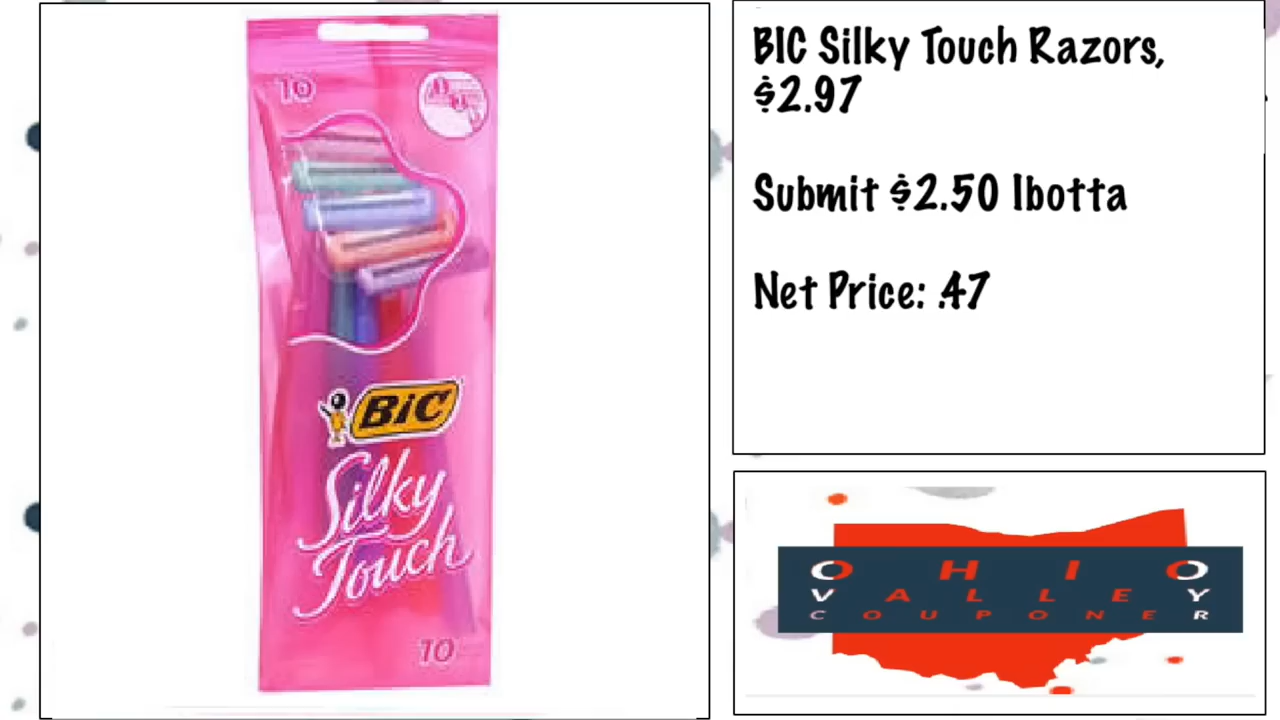 10
BIC
Silky
Touch
10
BIC Silky Touch Razors,
$2.97
Submit $2.50 Ibotta
Net Price: .47
OHIO
VALLEY
COUPONER